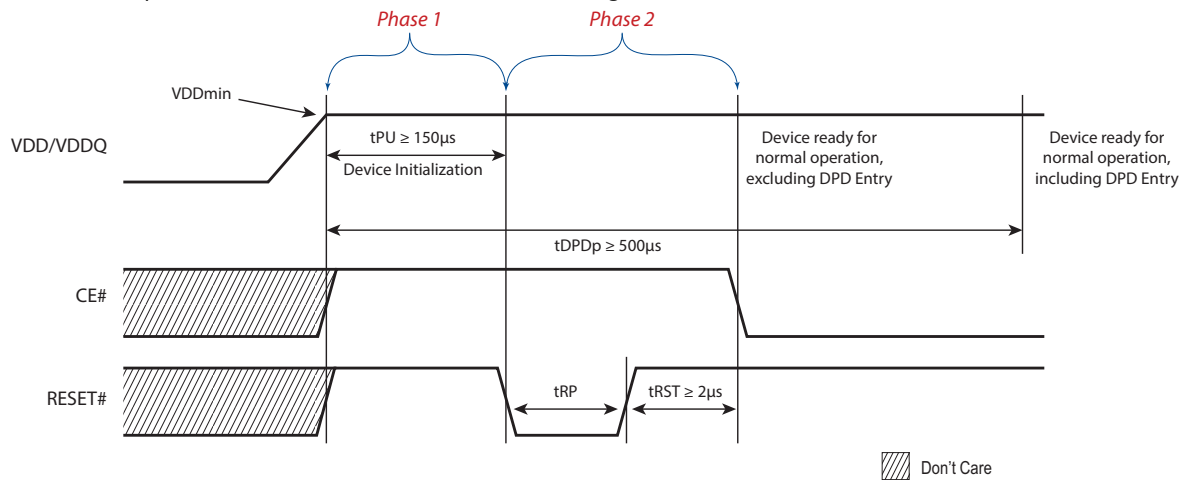 Phase 1
Phase 2
VDDmin
VDD/VDDQ
tPU ≥ 150µs
Device Initialization
Device ready for
normal operation,
excluding DPD Entry
Device ready for
normal operation,
including DPD Entry
tDPDp ≥ 500µs
CE#
RESET#
tRP
tRST ≥ 2µs
Don't Care